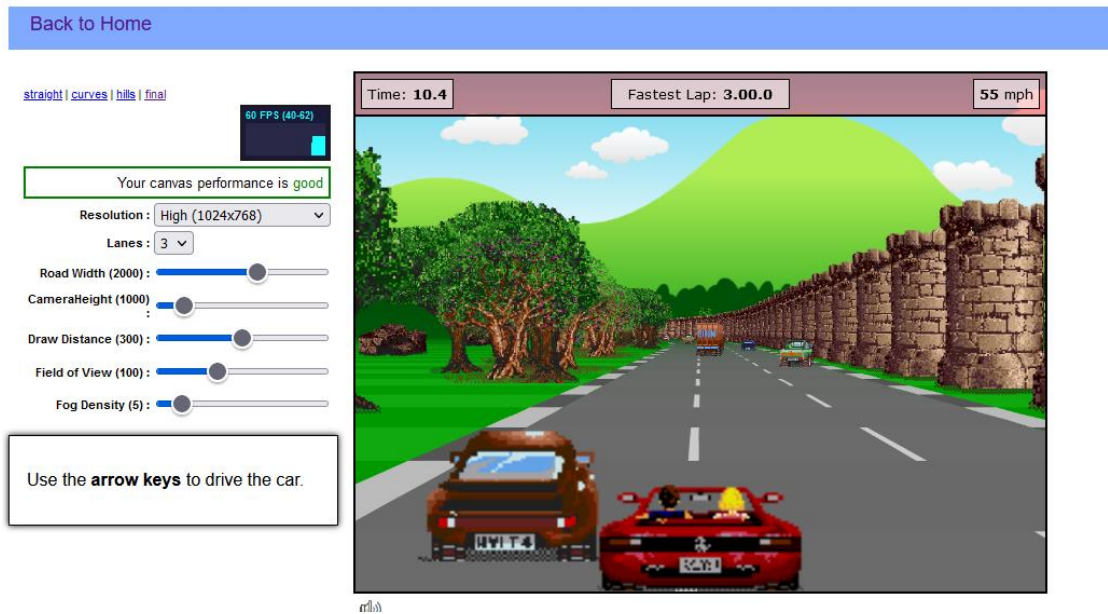 Back to Home
straight | curves | hills | final
60 FPS (40-62)
Your canvas performance is good
Resolution : High (1024x768)
Lanes : 3
Road Width (2000) :
CameraHeight (1000) :
Draw Distance (300) :
Field of View (100) :
Fog Density (5) :
Use the arrow keys to drive the car.
Time: 10.4
Fastest Lap: 3.00.0
55 mph